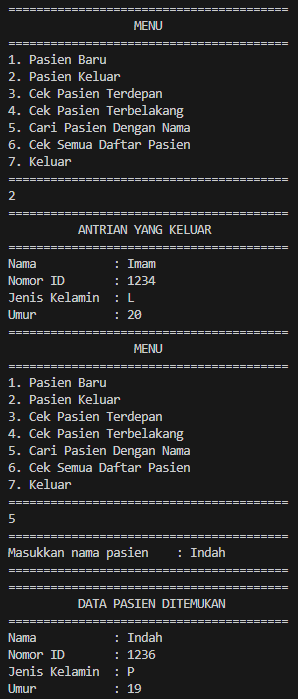 ========================================
MENU
========================================
1. Pasien Baru
2. Pasien Keluar
3. Cek Pasien Terdepan
4. Cek Pasien Terbelakang
5. Cari Pasien Dengan Nama
6. Cek Semua Daftar Pasien
7. Keluar
========================================
2
========================================
ANTRIAN YANG KELUAR
========================================
Nama : Imam
Nomor ID : 1234
Jenis Kelamin : L
Umur : 20
========================================
MENU
========================================
1. Pasien Baru
2. Pasien Keluar
3. Cek Pasien Terdepan
4. Cek Pasien Terbelakang
5. Cari Pasien Dengan Nama
6. Cek Semua Daftar Pasien
7. Keluar
========================================
5
========================================
Masukkan nama pasien : Indah
========================================
========================================
DATA PASIEN DITEMUKAN
========================================
Nama : Indah
Nomor ID : 1236
Jenis Kelamin : P
Umur : 19